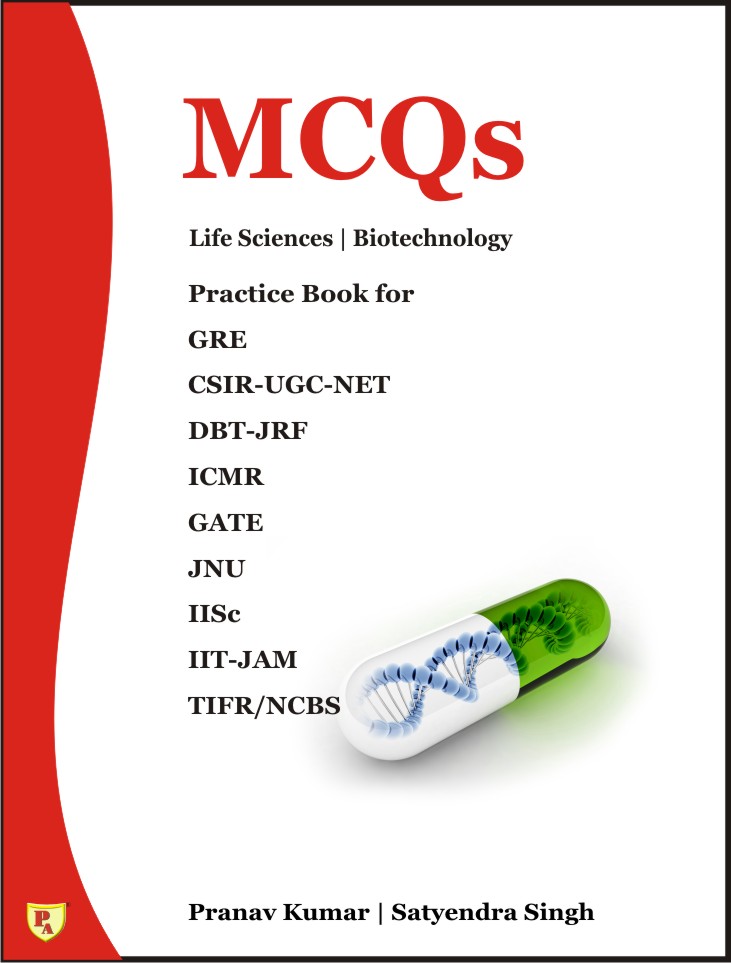 MCQs
Life Sciences | Biotechnology
Practice Book for
GRE
CSIR-UGC-NET
DBT-JRF
ICMR
GATE
JNU
IISc
IIT-JAM
TIFR/NCBS
Pranav Kumar | Satyendra Singh
PA